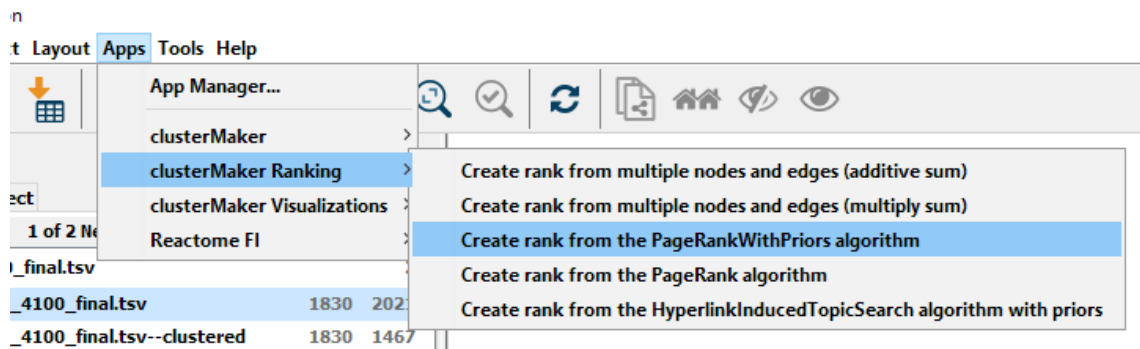 on
t Layout Apps Tools Help
App Manager...
clusterMaker
clusterMaker Ranking
Create rank from multiple nodes and edges (additive sum)
clusterMaker Visualizations
Create rank from multiple nodes and edges (multiply sum)
Reactome FI
Create rank from the PageRankWithPriors algorithm
Create rank from the PageRank algorithm
Create rank from the HyperlinkInducedTopicSearch algorithm with priors
ect
1 of 2 Ne
_final.tsv
_4100_final.tsv 1830 202
_4100_final.tsv--clustered 1830 1467